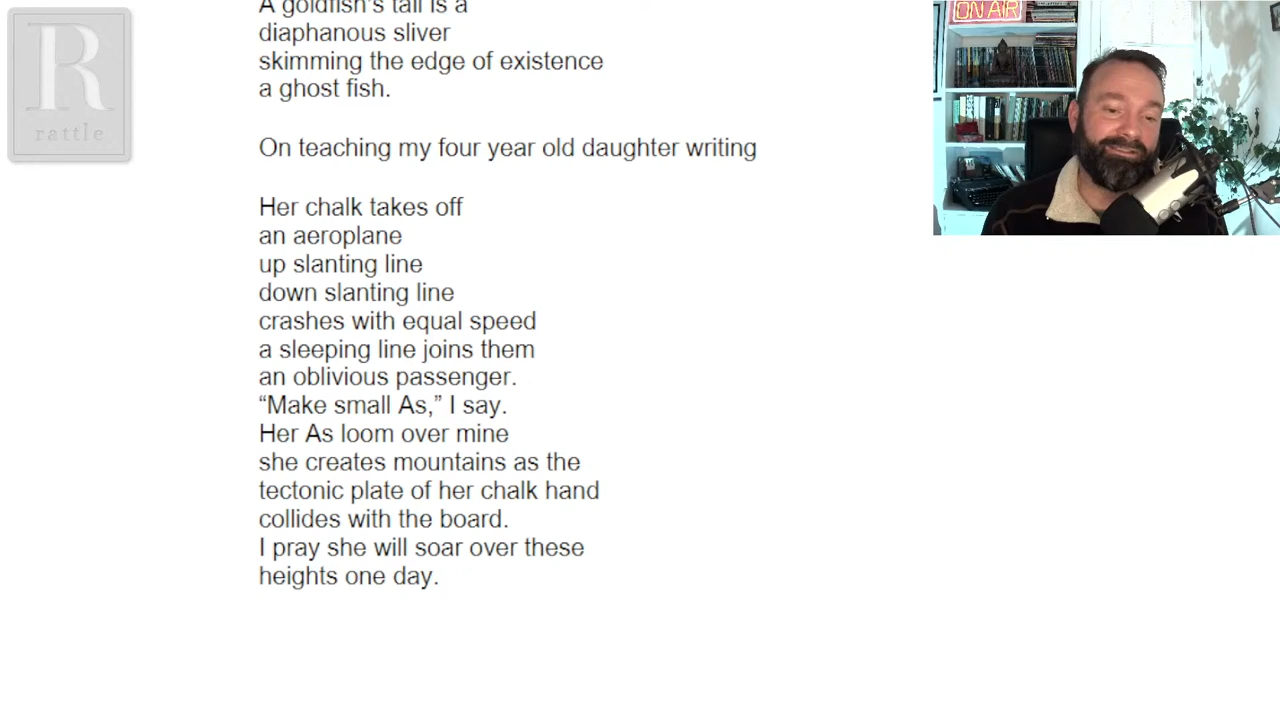 A goldfish's tail is a
diaphanous sliver
skimming the edge of existence
a ghost fish.
On teaching my four year old daughter writing
Her chalk takes off
an aeroplane
up slanting line
down slanting line
crashes with equal speed
a sleeping line joins them
an oblivious passenger.
“Make small As,” I say.
Her As loom over mine
she creates mountains as the
tectonic plate of her chalk hand
collides with the board.
I pray she will soar over these
heights one day.
R
rattle
ON AIR